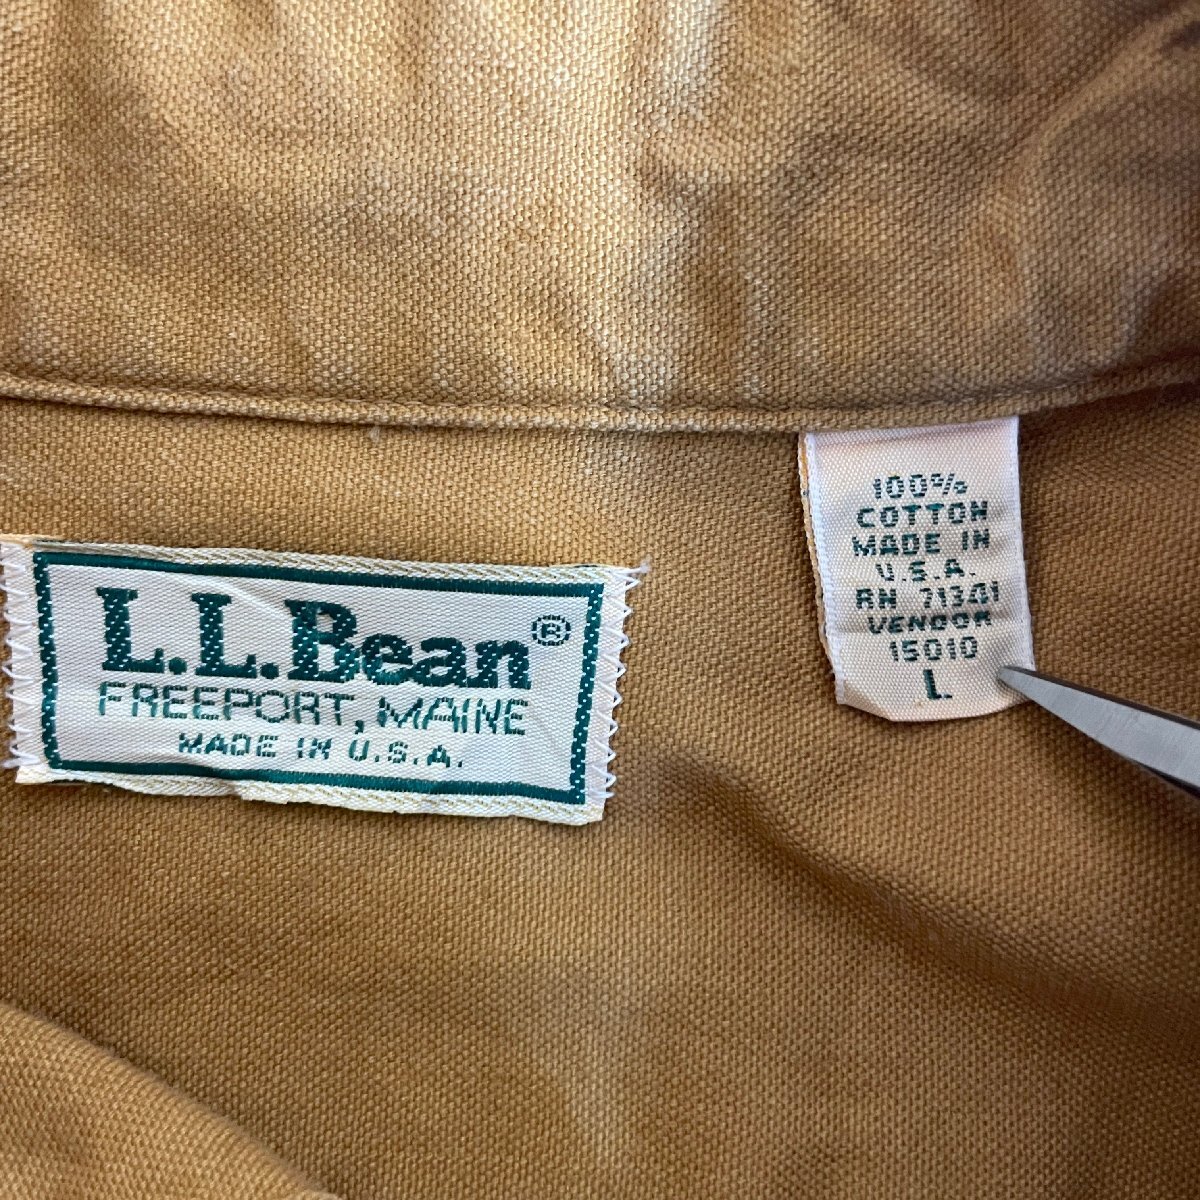 L.L.Bean®
FREEPORT, MAINE
MADE IN U.S.A.
100%
COTTON
MADE IN
U.S.A.
RN 71341
VENDOR
15010
L